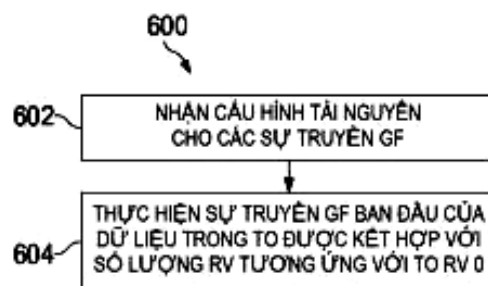 600
602
NHẬN CẤU HÌNH TÀI NGUYÊN
CHO CÁC SỰ TRUYỀN GF
604
THỰC HIỆN SỰ TRUYỀN GF BAN ĐẦU CỦA
DỮ LIỆU TRONG TO ĐƯỢC KẾT HỢP VỚI
SỐ LƯỢNG RV TƯƠNG ỨNG VỚI TO RV 0